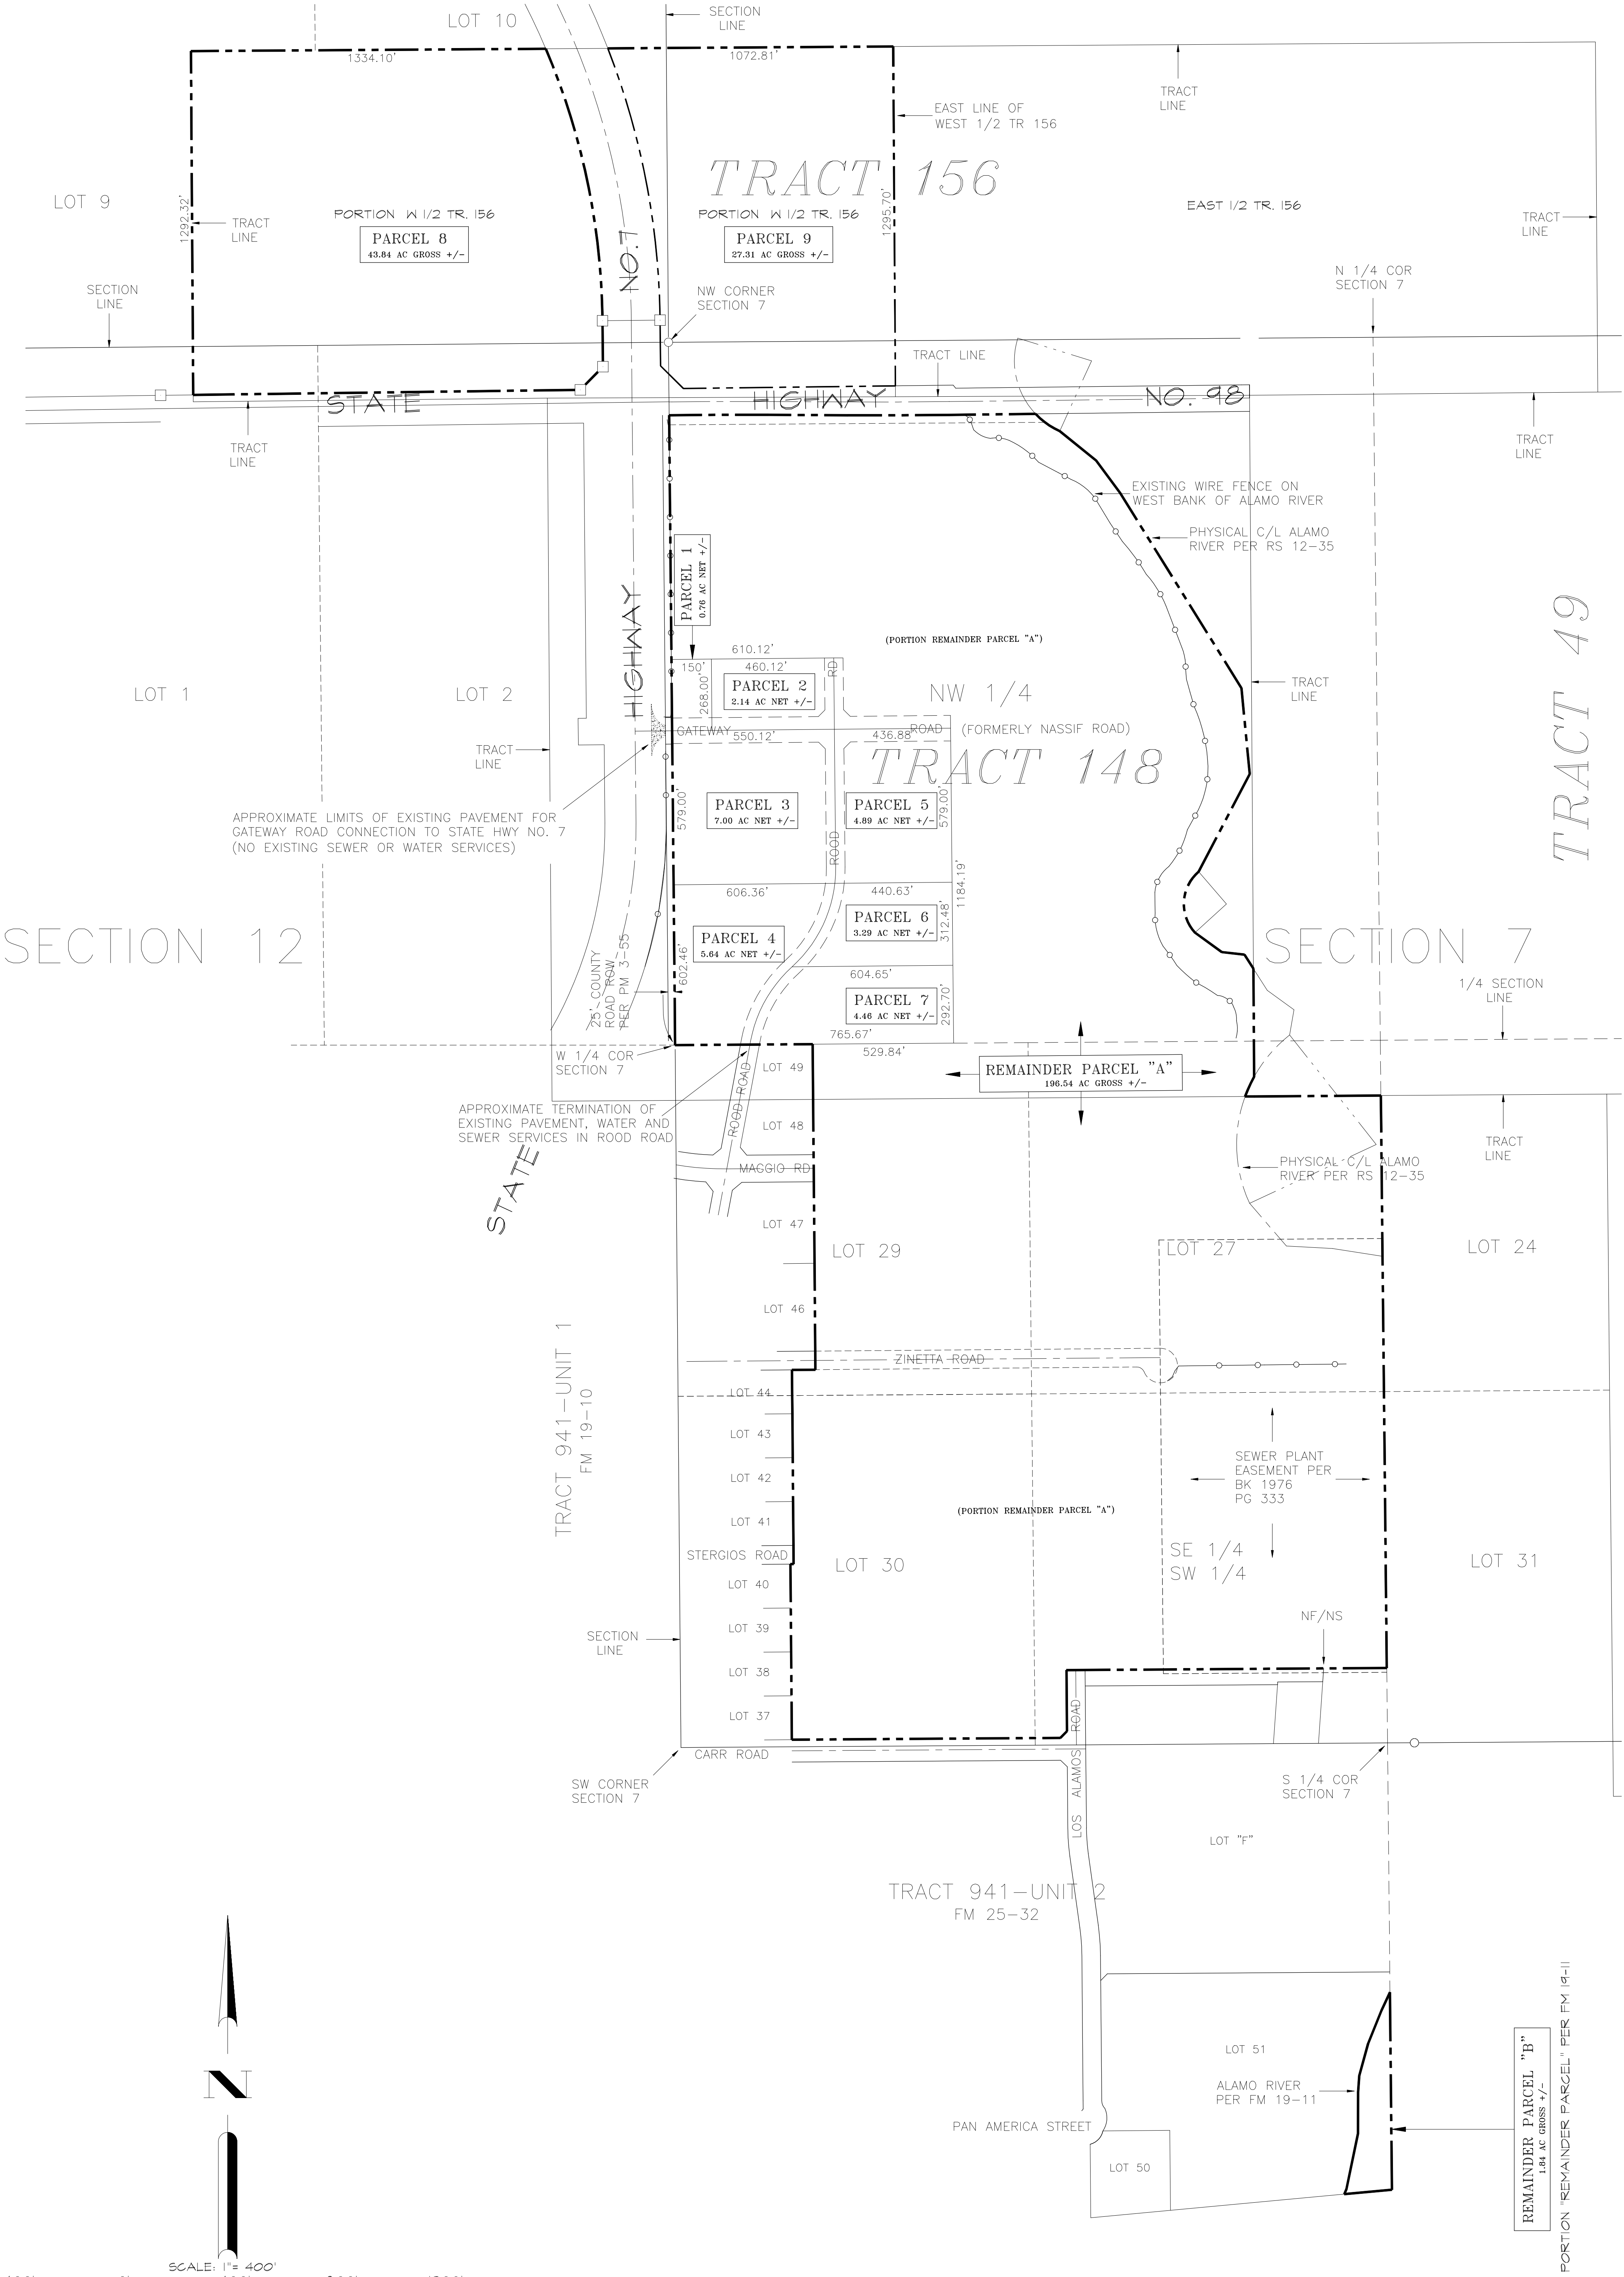 LOT 10
SECTION
LINE
1334.10'
1072.81'
TRACT
LINE
EAST LINE OF
WEST 1/2 TR 156
TRACT 156
LOT 9
1292.32'
TRACT
LINE
PORTION W 1/2 TR. 156
PARCEL 8
43.84 AC GROSS +/-
NO. 7
PORTION W 1/2 TR. 156
PARCEL 9
27.31 AC GROSS +/-
1295.70'
EAST 1/2 TR. 156
TRACT
LINE
SECTION
LINE
NW CORNER
SECTION 7
N 1/4 COR
SECTION 7
TRACT LINE
STATE HIGHWAY NO. 98
TRACT
LINE
TRACT
LINE
EXISTING WIRE FENCE ON
WEST BANK OF ALAMO RIVER
PHYSICAL C/L ALAMO
RIVER PER RS 12-35
PARCEL 1
0.76 AC NET +/-
HIGHWAY
(PORTION REMAINDER PARCEL "A")
TRACT 49
610.12'
150'
460.12'
RD
268.00'
PARCEL 2
2.14 AC NET +/-
LOT 1
LOT 2
NW 1/4
TRACT
LINE
GATEWAY ROAD (FORMERLY NASSIF ROAD)
550.12'
436.88'
TRACT 148
TRACT
LINE
APPROXIMATE LIMITS OF EXISTING PAVEMENT FOR
GATEWAY ROAD CONNECTION TO STATE HWY NO. 7
(NO EXISTING SEWER OR WATER SERVICES)
579.00'
PARCEL 3
7.00 AC NET +/-
ROOD
PARCEL 5
4.89 AC NET +/-
579.00'
1184.19'
606.36'
440.63'
SECTION 12
PARCEL 4
5.64 AC NET +/-
602.46'
PARCEL 6
3.29 AC NET +/-
312.48'
SECTION 7
25' COUNTY
ROAD ROW
PER PM 3-55
604.65'
PARCEL 7
4.46 AC NET +/-
292.70'
1/4 SECTION
LINE
765.67'
529.84'
W 1/4 COR
SECTION 7
LOT 49
REMAINDER PARCEL "A"
196.54 AC GROSS +/-
APPROXIMATE TERMINATION OF
EXISTING PAVEMENT, WATER AND
SEWER SERVICES IN ROOD ROAD
ROOD ROAD
LOT 48
TRACT
LINE
STATE
MAGGIO RD
PHYSICAL C/L ALAMO
RIVER PER RS 12-35
LOT 47
LOT 29
LOT 27
LOT 24
LOT 46
TRACT 941-UNIT 1
FM 19-10
ZINETTA ROAD
LOT 44
LOT 43
LOT 42
LOT 41
SEWER PLANT
EASEMENT PER
BK 1976
PG 333
(PORTION REMAINDER PARCEL "A")
STERGIOS ROAD
LOT 30
SE 1/4
SW 1/4
LOT 31
LOT 40
LOT 39
NF/NS
SECTION
LINE
LOT 38
LOT 37
CARR ROAD
LOS ALAMOS ROAD
SW CORNER
SECTION 7
S 1/4 COR
SECTION 7
LOT "F"
TRACT 941-UNIT 2
FM 25-32
LOT 51
ALAMO RIVER
PER FM 19-11
PAN AMERICA STREET
LOT 50
REMAINDER PARCEL "B"
1.84 AC GROSS +/-
PORTION "REMAINDER PARCEL" PER FM 19-11
N
SCALE: 1"= 400'